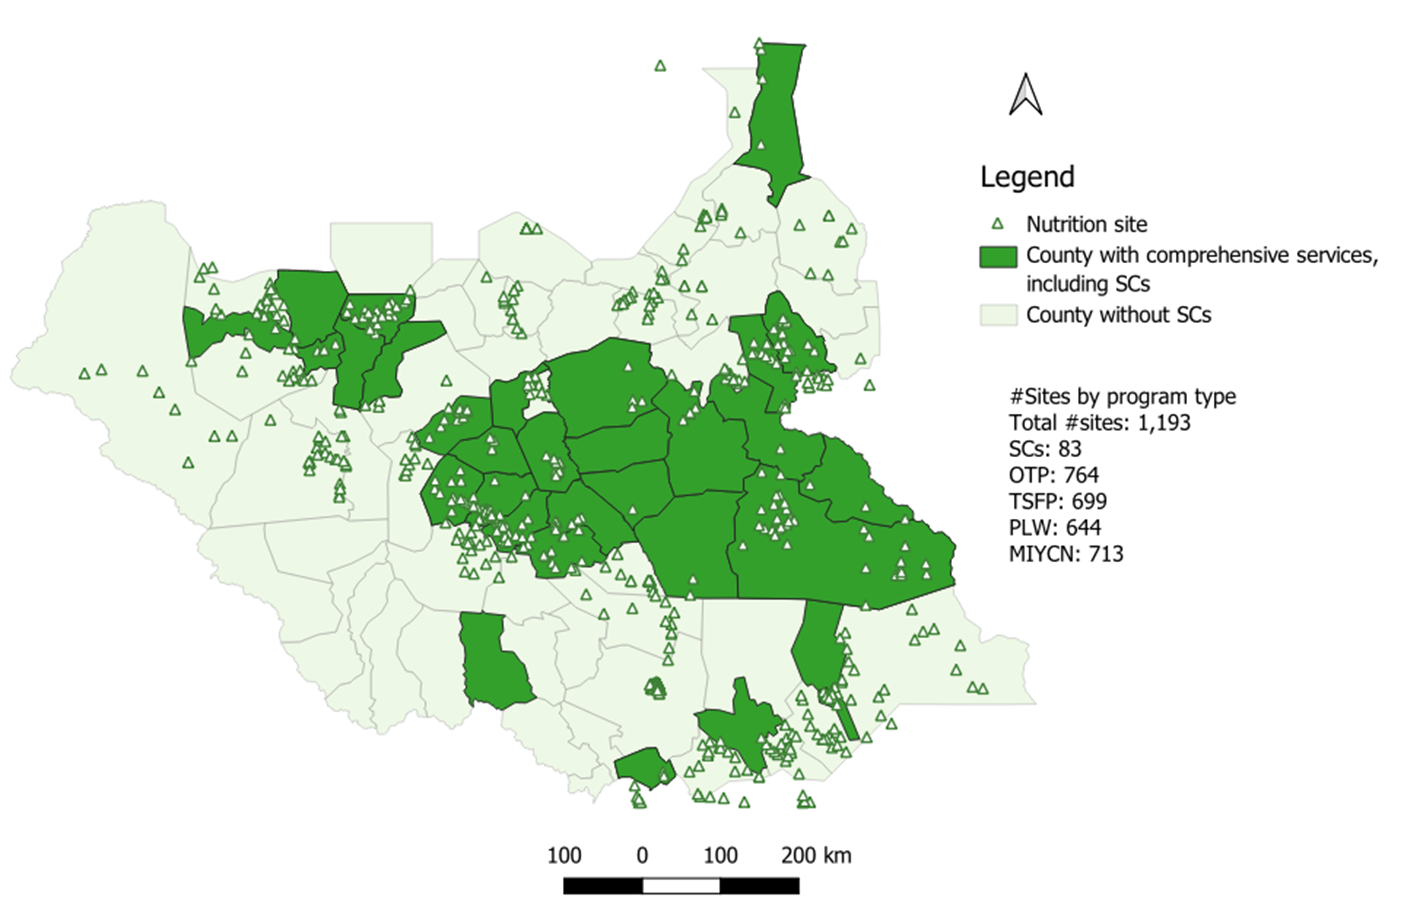 Legend
Nutrition site
County with comprehensive services,
including SCs
County without SCs
#Sites by program type
Total #sites: 1,193
SCs: 83
OTP: 764
TSFP: 699
PLW: 644
MIYCN: 713
100 0 100 200 km